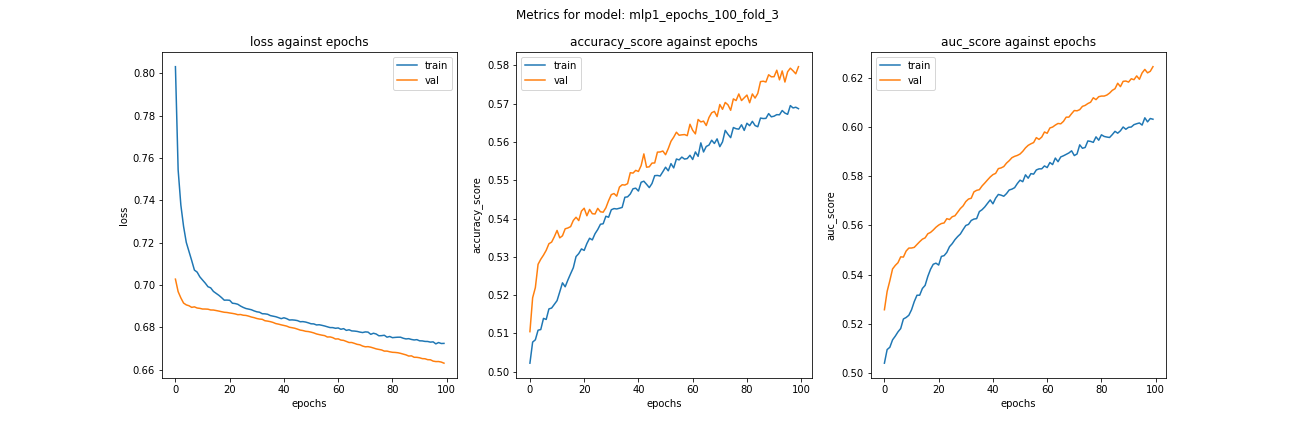 Metrics for model: mlp1_epochs_100_fold_3
loss against epochs
train
val
0.80
0.78
0.76
0.74
0.72
0.70
0.68
0.66
loss
0 20 40 60 80 100
epochs
accuracy_score against epochs
train
val
0.58
0.57
0.56
0.55
0.54
0.53
0.52
0.51
0.50
accuracy_score
0 20 40 60 80 100
epochs
auc_score against epochs
train
val
0.62
0.60
0.58
0.56
0.54
0.52
0.50
auc_score
0 20 40 60 80 100
epochs